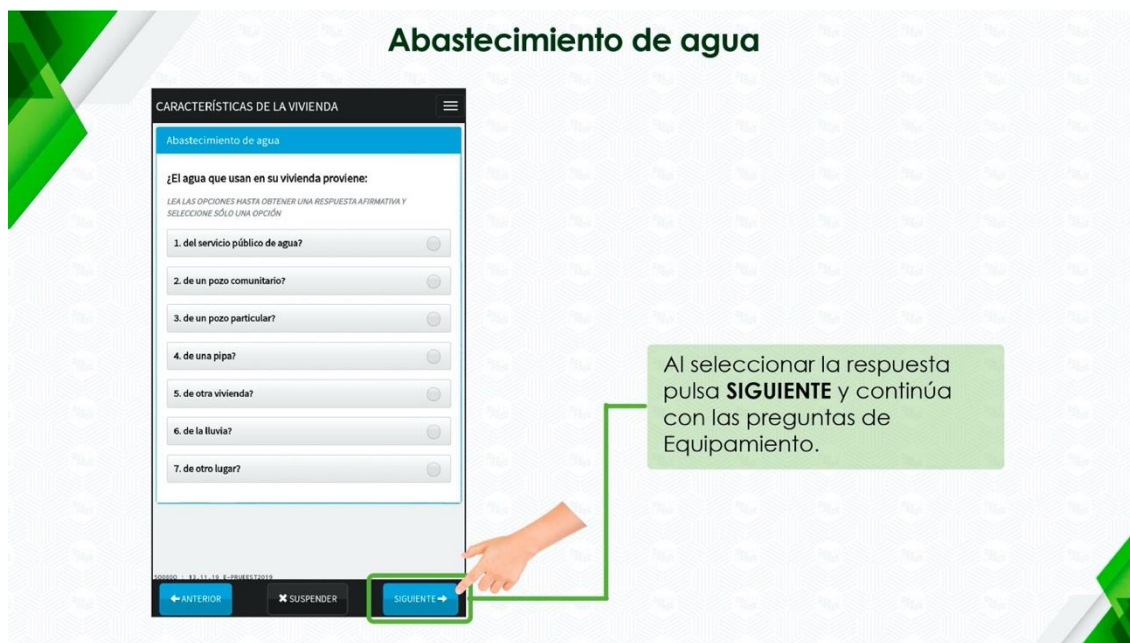 Abastecimiento de agua
CARACTERÍSTICAS DE LA VIVIENDA
Abastecimiento de agua
¿El agua que usan en su vivienda proviene:
LEA LAS OPCIONES HASTA OBTENER UNA RESPUESTA AFIRMATIVA Y
SELECCIONE SÓLO UNA OPCIÓN
1. del servicio público de agua?
2. de un pozo comunitario?
3. de un pozo particular?
4. de una pipa?
5. de otra vivienda?
6. de la lluvia?
7. de otro lugar?
Al seleccionar la respuesta
pulsa SIGUIENTE y continúa
con las preguntas de
Equipamiento.
ANTERIOR
SUSPENDER
SIGUIENTE